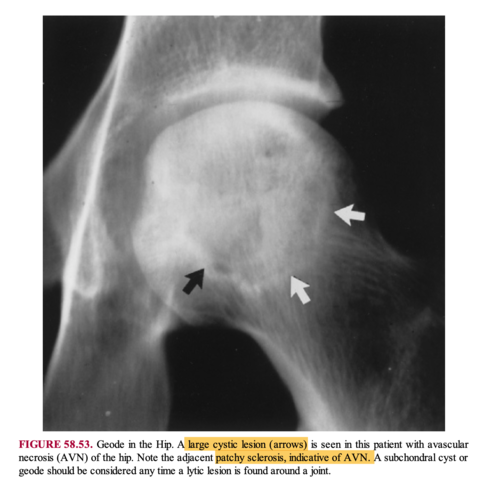 FIGURE 58.53. Geode in the Hip. A large cystic lesion (arrows) is seen in this patient with avascular
necrosis (AVN) of the hip. Note the adjacent patchy sclerosis, indicative of AVN. A subchondral cyst or
geode should be considered any time a lytic lesion is found around a joint.